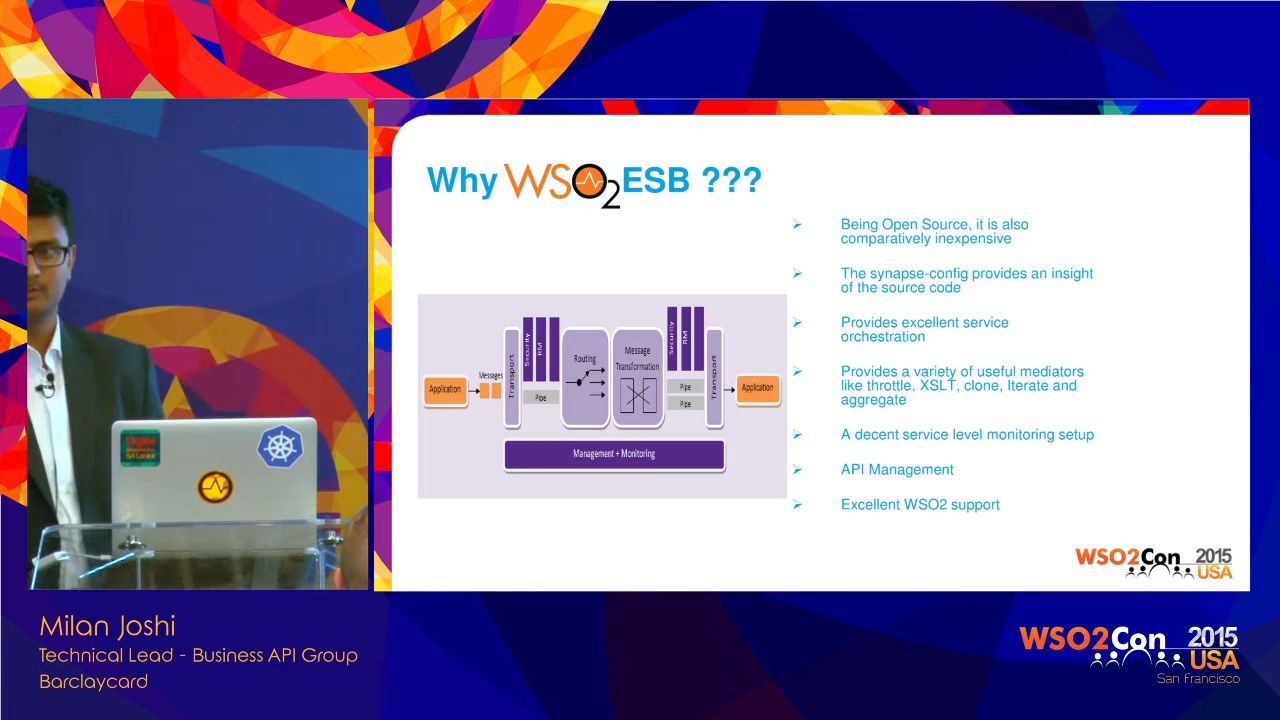 Why WSO2 ESB ???
Being Open Source, it is also
comparatively inexpensive
The synapse-config provides an insight
of the source code
Provides excellent service
orchestration
Provides a variety of useful mediators
like throttle, XSLT, clone, Iterate and
aggregate
A decent service level monitoring setup
API Management
Excellent WSO2 support
Application
Messages
Transport
Security
RM
Pipe
Routing
Message
Transformation
Security
RM
Pipe
Pipe
Transport
Application
Management + Monitoring
WSO2Con 2015
USA
Milan Joshi
Technical Lead - Business API Group
Barclaycard
WSO2Con 2015
USA
San Francisco